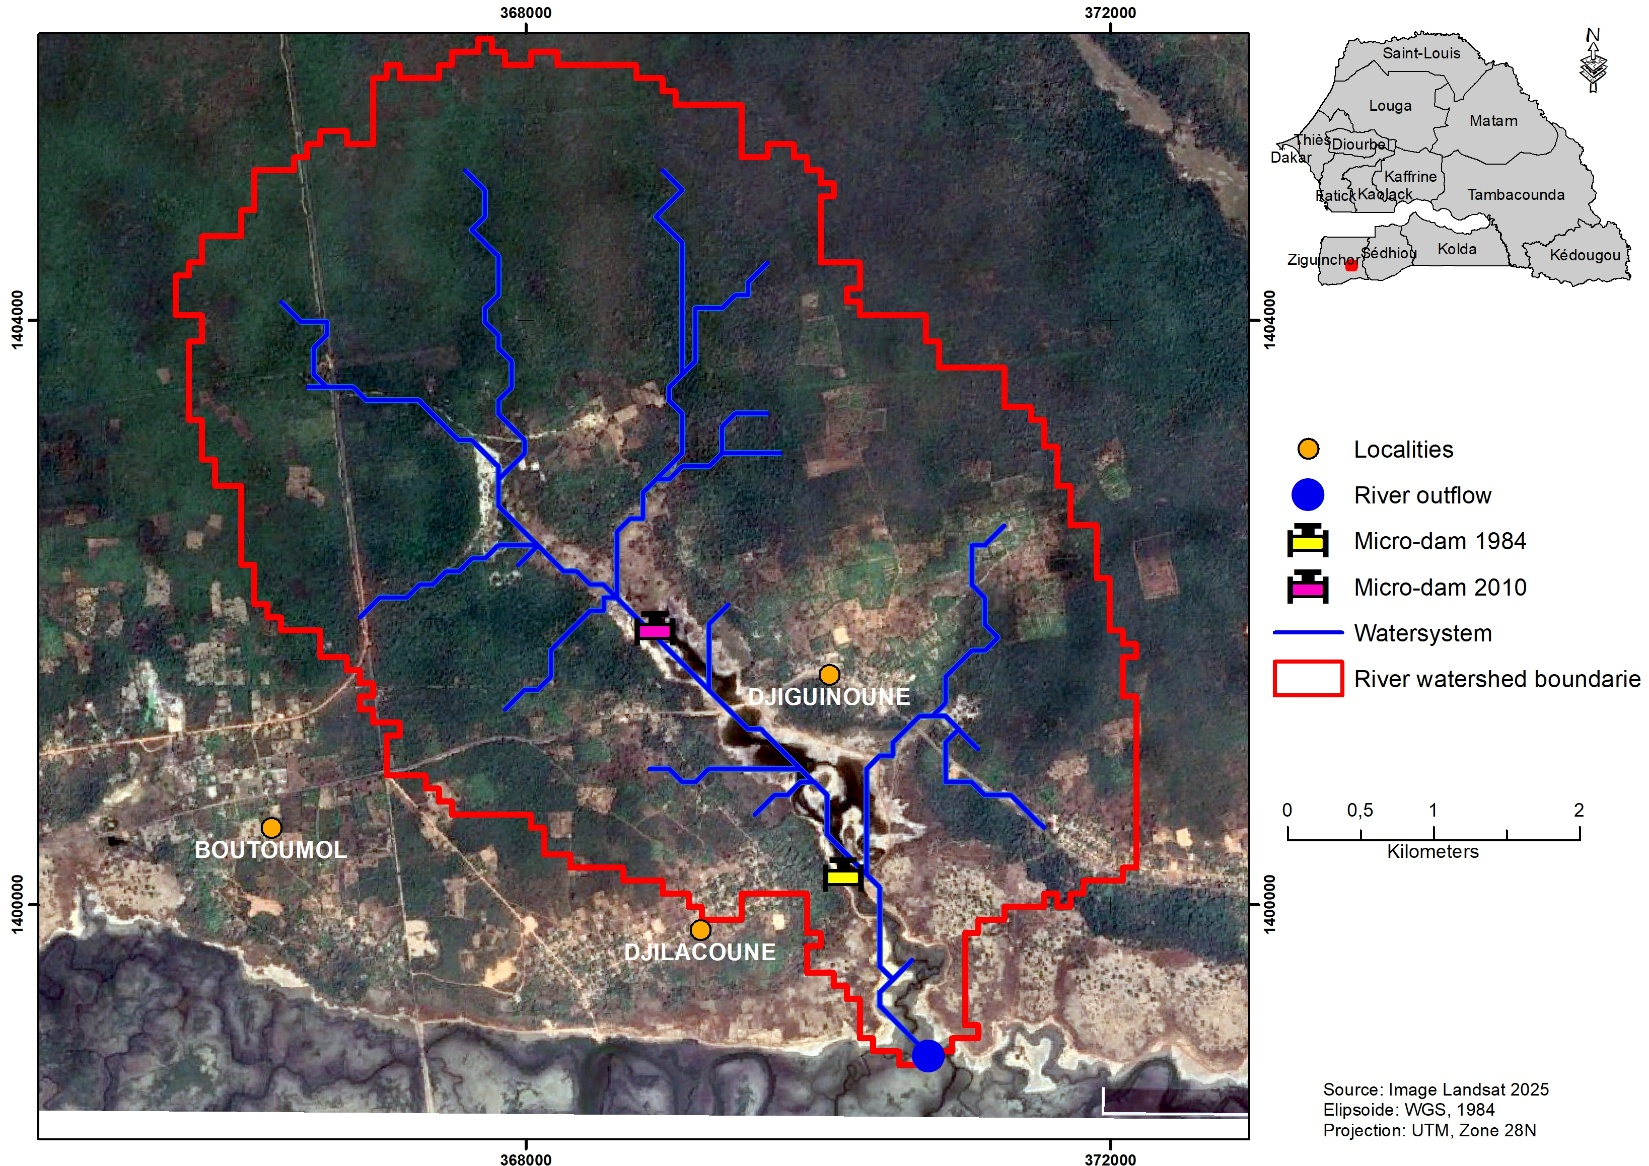 368000
372000
1404000
1404000
1400000
1400000
DJIGUINOUNE
BOUTOUMOL
DJILACOUNE
368000
372000
N
Saint-Louis
Louga
Matam
Thiès
Diourbel
Dakar
Kaffrine
Fatick
Kaolack
Tambacounda
Ziguinchor
Sédhiou
Kolda
Kédougou
Localities
River outflow
Micro-dam 1984
Micro-dam 2010
Watersystem
River watershed boundarie
0 0,5 1 2
Kilometers
Source: Image Landsat 2025
Elipsoide: WGS, 1984
Projection: UTM, Zone 28N